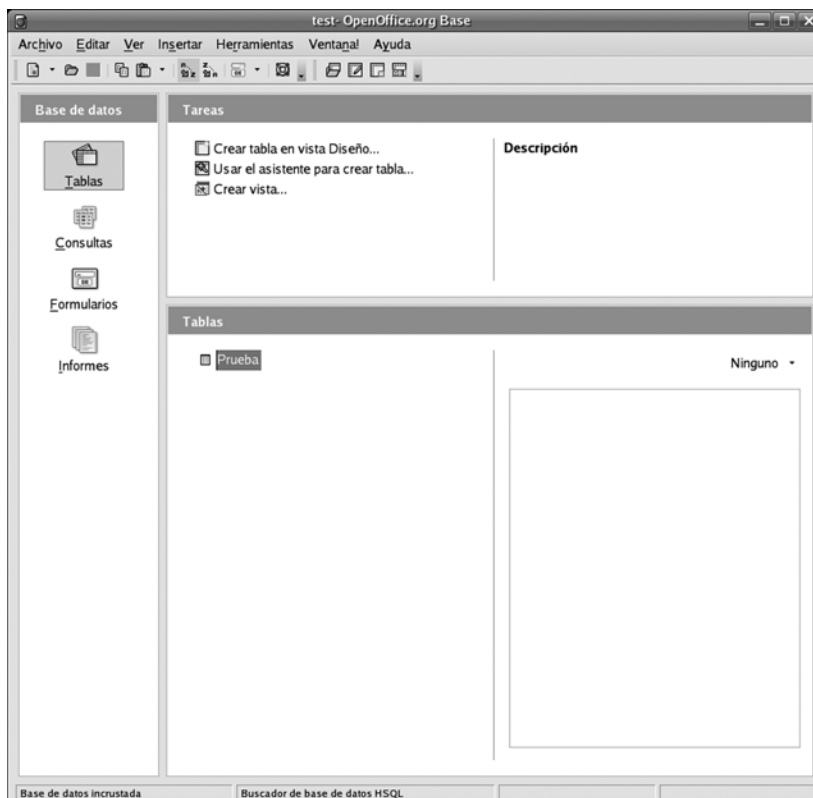 test- OpenOffice.org Base
Archivo Editar Ver Insertar Herramientas Ventana! Ayuda
Base de datos
Tablas
Consultas
Formularios
Informes
Tareas
Crear tabla en vista Diseño...
Usar el asistente para crear tabla...
Crear vista...
Descripción
Tablas
Prueba
Ninguno
Base de datos incrustada
Buscador de base de datos HSQL